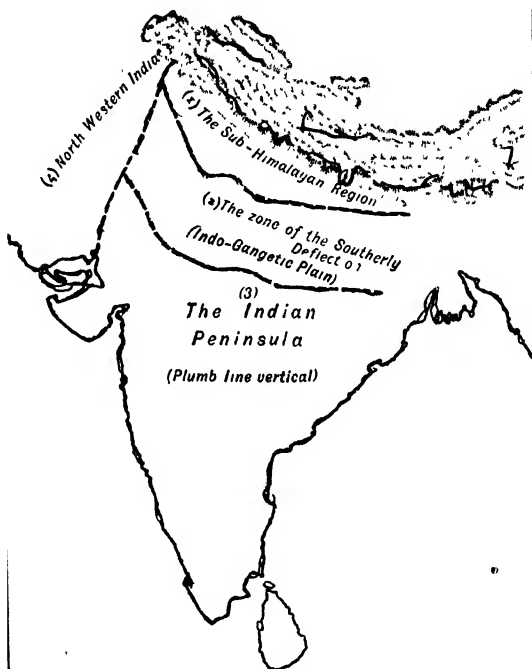 (4) North Western India
(1) The Sub-Himalayan Region
(2) The zone of the Southerly
Deflect
(Indo-Gangetic Plain)
(3)
The Indian
Peninsula
(Plumb line vertical)